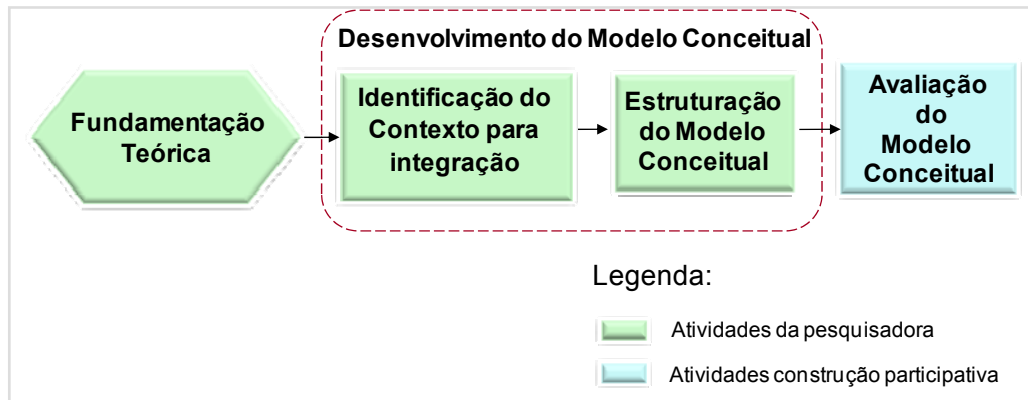 Desenvolvimento do Modelo Conceitual
Fundamentação
Teórica
Identificação do
Contexto para
integração
Estruturação
do Modelo
Conceitual
Avaliação
do
Modelo
Conceitual
Legenda:
Atividades da pesquisadora
Atividades construção participativa